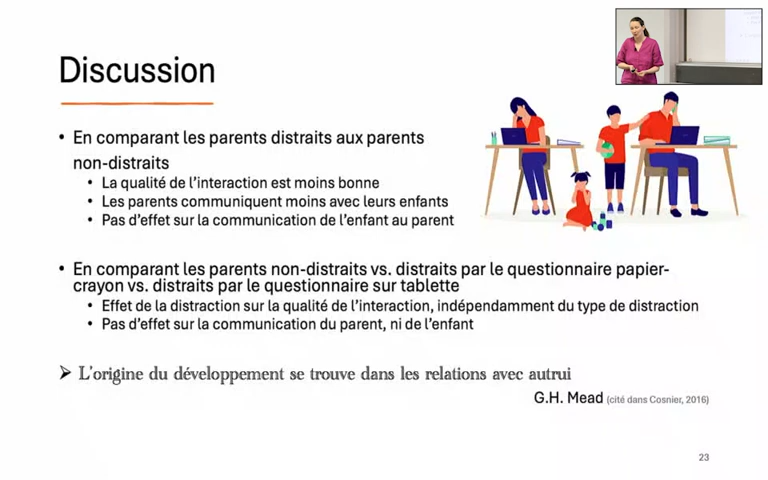 Discussion
• En comparant les parents distraits aux parents
non-distraits
• La qualité de l'interaction est moins bonne
• Les parents communiquent moins avec leurs enfants
• Pas d'effet sur la communication de l'enfant au parent
• En comparant les parents non-distraits vs. distraits par le questionnaire papier-
crayon vs. distraits par le questionnaire sur tablette
• Effet de la distraction sur la qualité de l'interaction, indépendamment du type de distraction
• Pas d'effet sur la communication du parent, ni de l'enfant
➢ L'origine du développement se trouve dans les relations avec autrui
G.H. Mead (cité dans Cosnier, 2016)
23